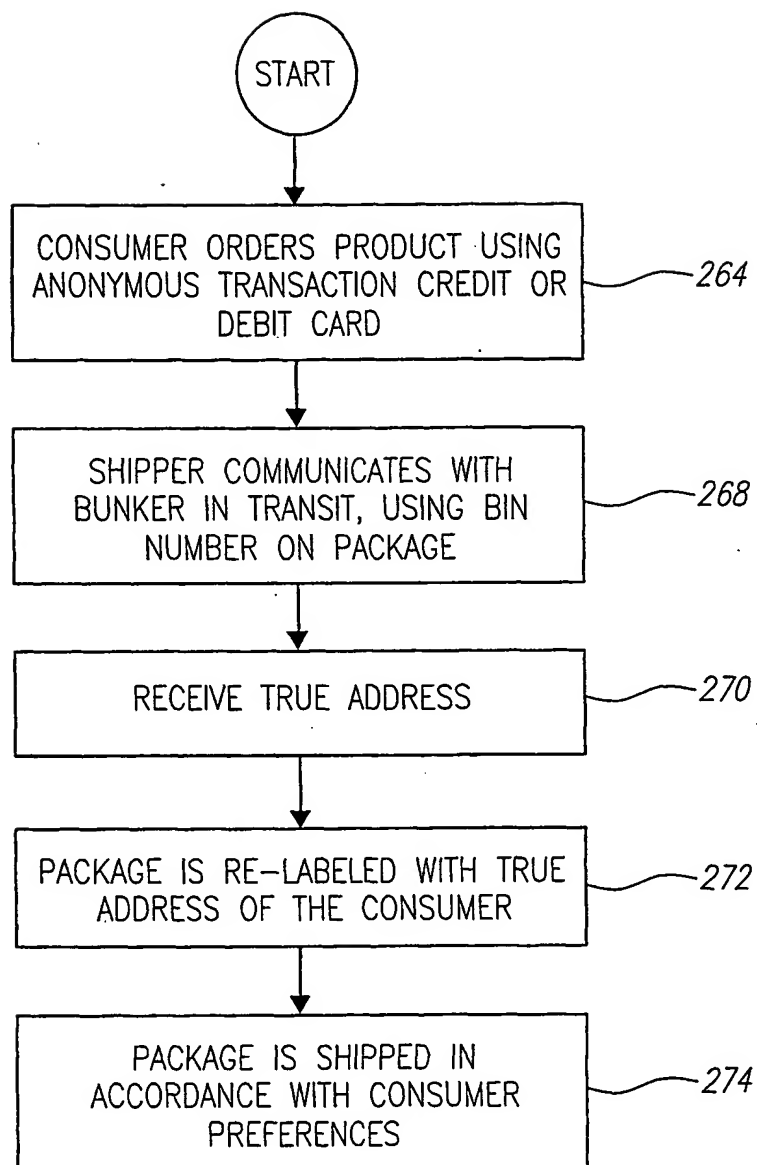 START
CONSUMER ORDERS PRODUCT USING
ANONYMOUS TRANSACTION CREDIT OR
DEBIT CARD
264
SHIPPER COMMUNICATES WITH
BUNKER IN TRANSIT, USING BIN
NUMBER ON PACKAGE
268
RECEIVE TRUE ADDRESS
270
PACKAGE IS RE-LABELED WITH TRUE
ADDRESS OF THE CONSUMER
272
PACKAGE IS SHIPPED IN
ACCORDANCE WITH CONSUMER
PREFERENCES
274